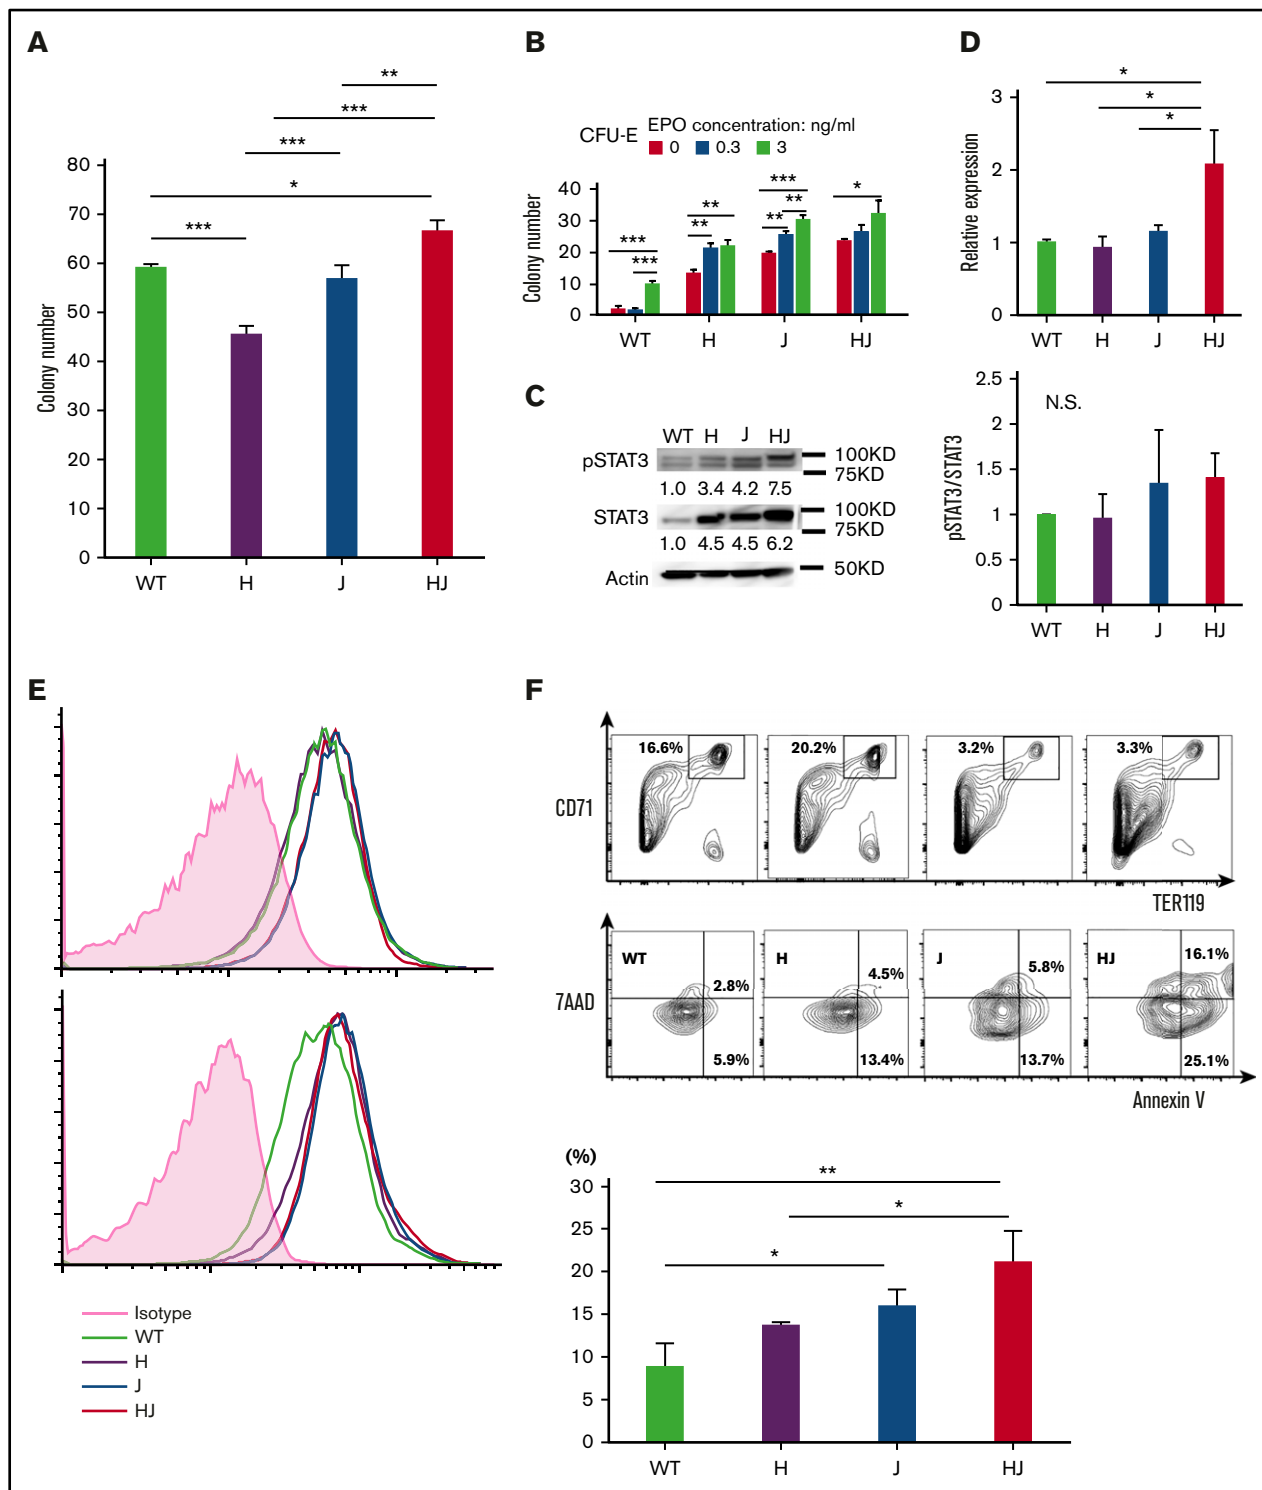 A
**
***
***
*
***
80
70
60
50
40
30
20
10
0
Colony number
WT H J HJ
B
CFU-E
EPO concentration: ng/ml
0 0.3 3
***
***
**
**
***
**
**
*
40
30
20
10
0
Colony number
WT H J HJ
C
WT H J HJ
pSTAT3
100KD
75KD
1.0 3.4 4.2 7.5
STAT3
100KD
75KD
1.0 4.5 4.5 6.2
Actin
50KD
D
*
*
*
3
2
1
0
Relative expression
WT H J HJ
2.5
2
1.5
1
0.5
0
N.S.
pSTAT3/STAT3
WT H J HJ
E
Isotype
WT
H
J
HJ
F
16.6% 20.2% 3.2% 3.3%
CD71
TER119
WT H J HJ
2.8% 4.5% 5.8% 16.1%
7AAD
5.9% 13.4% 13.7% 25.1%
Annexin V
(%)
**
*
*
30
25
20
15
10
5
0
WT H J HJ